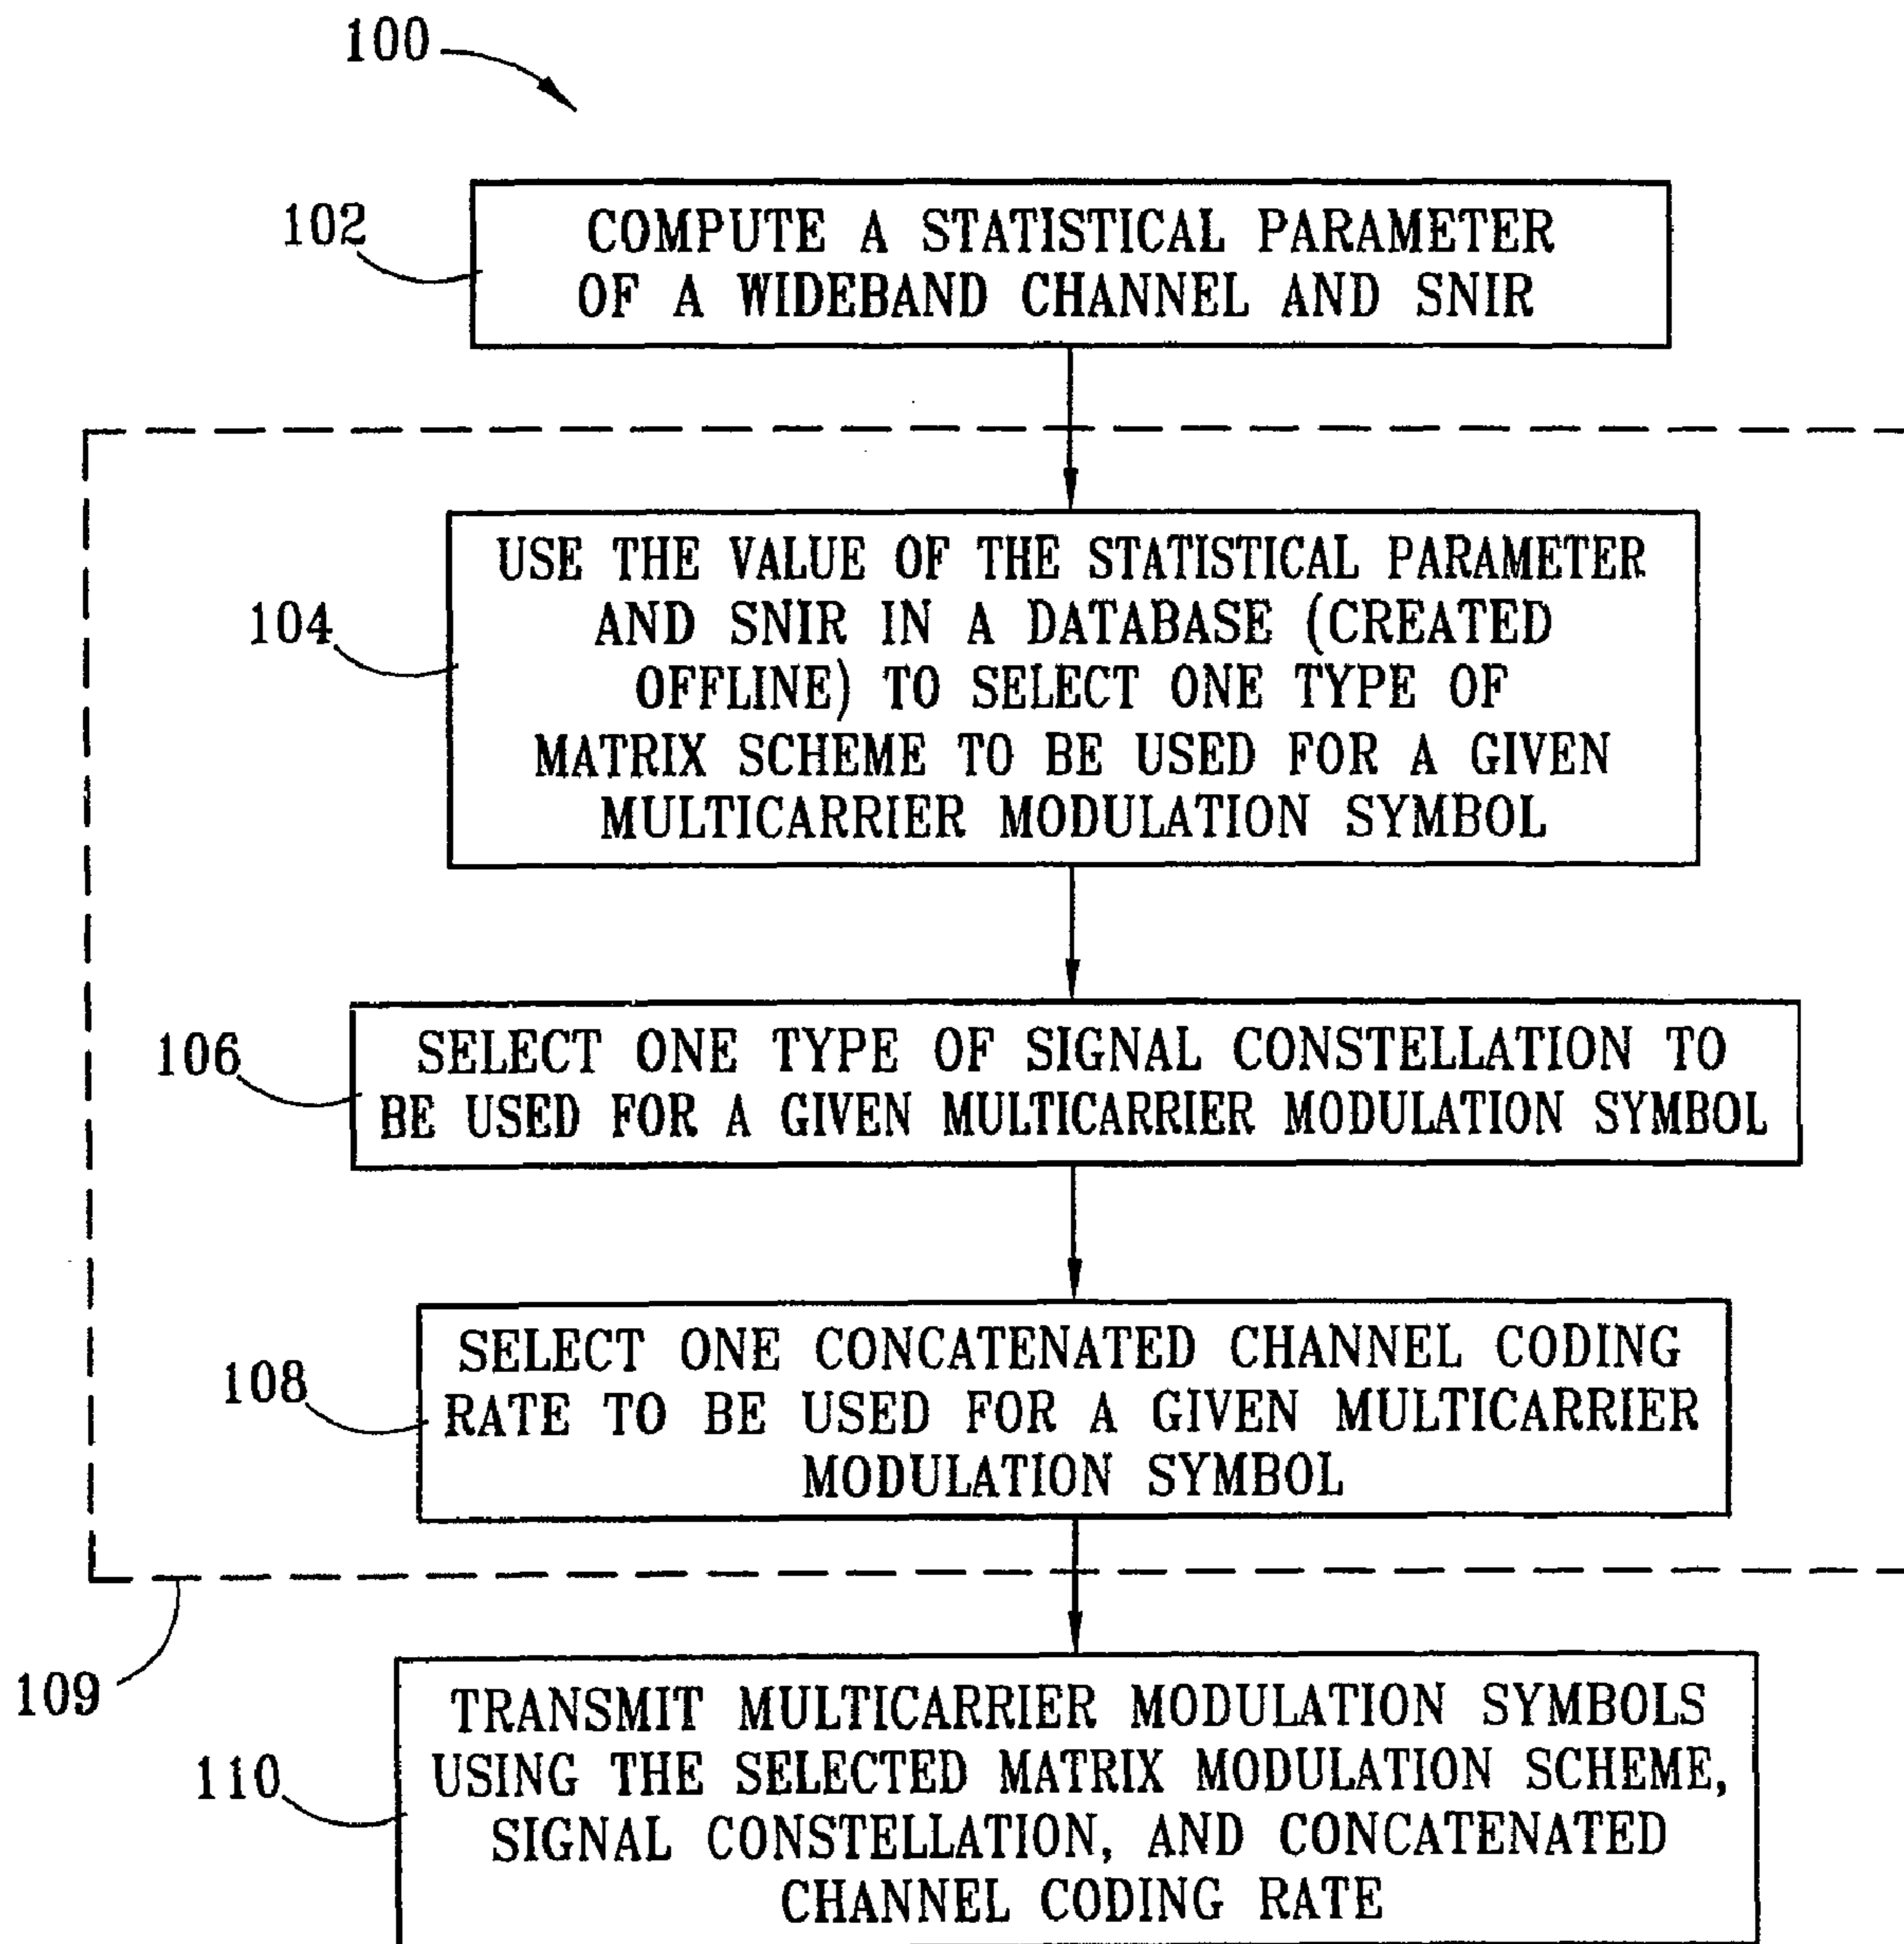 100
102
COMPUTE A STATISTICAL PARAMETER
OF A WIDEBAND CHANNEL AND SNIR
104
USE THE VALUE OF THE STATISTICAL PARAMETER
AND SNIR IN A DATABASE (CREATED
OFFLINE) TO SELECT ONE TYPE OF
MATRIX SCHEME TO BE USED FOR A GIVEN
MULTICARRIER MODULATION SYMBOL
106
SELECT ONE TYPE OF SIGNAL CONSTELLATION TO
BE USED FOR A GIVEN MULTICARRIER MODULATION SYMBOL
108
SELECT ONE CONCATENATED CHANNEL CODING
RATE TO BE USED FOR A GIVEN MULTICARRIER
MODULATION SYMBOL
109
110
TRANSMIT MULTICARRIER MODULATION SYMBOLS
USING THE SELECTED MATRIX MODULATION SCHEME,
SIGNAL CONSTELLATION, AND CONCATENATED
CHANNEL CODING RATE